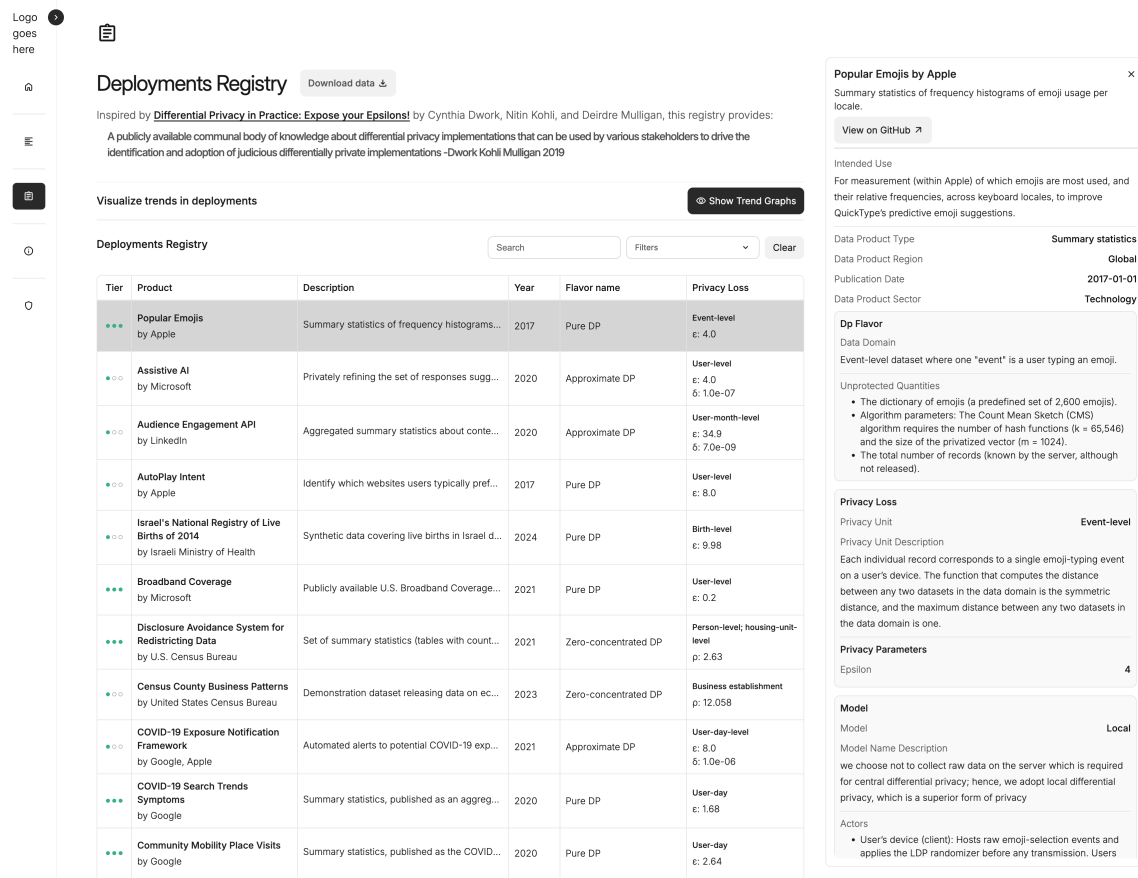 Logo
goes
here
Deployments Registry
Download data
Inspired by Differential Privacy in Practice: Expose your Epsilons! by Cynthia Dwork, Nitin Kohli, and Deirdre Mulligan, this registry provides:
A publicly available communal body of knowledge about differential privacy implementations that can be used by various stakeholders to drive the
identification and adoption of judicious differentially private implementations -Dwork Kohli Mulligan 2019
Visualize trends in deployments
Show Trend Graphs
Deployments Registry
Search
Filters
Clear
Tier Product Description Year Flavor name Privacy Loss
Popular Emojis
by Apple
Summary statistics of frequency histograms...
2017
Pure DP
Event-level
ε: 4.0
Assistive AI
by Microsoft
Privately refining the set of responses sugg...
2020
Approximate DP
User-level
ε: 4.0
δ: 1.0e-07
Audience Engagement API
by LinkedIn
Aggregated summary statistics about conte...
2020
Approximate DP
User-month-level
ε: 34.9
δ: 7.0e-09
AutoPlay Intent
by Apple
Identify which websites users typically pref...
2017
Pure DP
User-level
ε: 8.0
Israel's National Registry of Live
Births of 2014
by Israeli Ministry of Health
Synthetic data covering live births in Israel d...
2024
Pure DP
Birth-level
ε: 9.98
Broadband Coverage
by Microsoft
Publicly available U.S. Broadband Coverage...
2021
Pure DP
User-level
ε: 0.2
Disclosure Avoidance System for
Redistricting Data
by U.S. Census Bureau
Set of summary statistics (tables with count...
2021
Zero-concentrated DP
Person-level; housing-unit-
level
ρ: 2.63
Census County Business Patterns
by United States Census Bureau
Demonstration dataset releasing data on ec...
2023
Zero-concentrated DP
Business establishment
ρ: 12.058
COVID-19 Exposure Notification
Framework
by Google, Apple
Automated alerts to potential COVID-19 exp...
2021
Approximate DP
User-day-level
ε: 8.0
δ: 1.0e-06
COVID-19 Search Trends
Symptoms
by Google
Summary statistics, published as an aggreg...
2020
Pure DP
User-day
ε: 1.68
Community Mobility Place Visits
by Google
Summary statistics, published as the COVID...
2020
Pure DP
User-day
ε: 2.64
Popular Emojis by Apple
Summary statistics of frequency histograms of emoji usage per
locale.
View on GitHub
Intended Use
For measurement (within Apple) of which emojis are most used, and
their relative frequencies, across keyboard locales, to improve
QuickType's predictive emoji suggestions.
Data Product Type Summary statistics
Data Product Region Global
Publication Date 2017-01-01
Data Product Sector Technology
Dp Flavor
Data Domain
Event-level dataset where one "event" is a user typing an emoji.
Unprotected Quantities
• The dictionary of emojis (a predefined set of 2,600 emojis).
• Algorithm parameters: The Count Mean Sketch (CMS)
algorithm requires the number of hash functions (k = 65,546)
and the size of the privatized vector (m = 1024).
• The total number of records (known by the server, although
not released).
Privacy Loss
Privacy Unit Event-level
Privacy Unit Description
Each individual record corresponds to a single emoji-typing event
on a user's device. The function that computes the distance
between any two datasets in the data domain is the symmetric
distance, and the maximum distance between any two datasets in
the data domain is one.
Privacy Parameters
Epsilon 4
Model
Model Local
Model Name Description
we choose not to collect raw data on the server which is required
for central differential privacy; hence, we adopt local differential
privacy, which is a superior form of privacy
Actors
• User's device (client): Hosts raw emoji-selection events and
applies the LDP randomizer before any transmission. Users